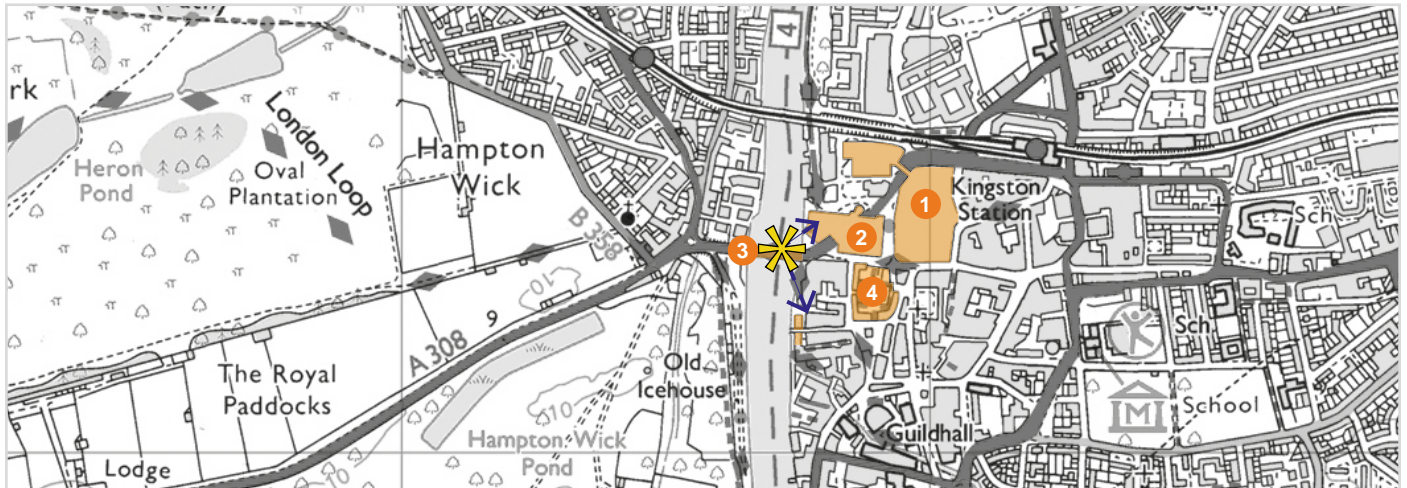 4
rk
London Loop
Hampton
Wick
Heron
Pond
Oval
Plantation
B 358
Kingston
Station
1
2
3
4
Sch
10
9
A 308
The Royal
Paddocks
Old
Icehouse
Sch
M
School
10
Hampton Wick
Pond
Guildhall
Lodge
10